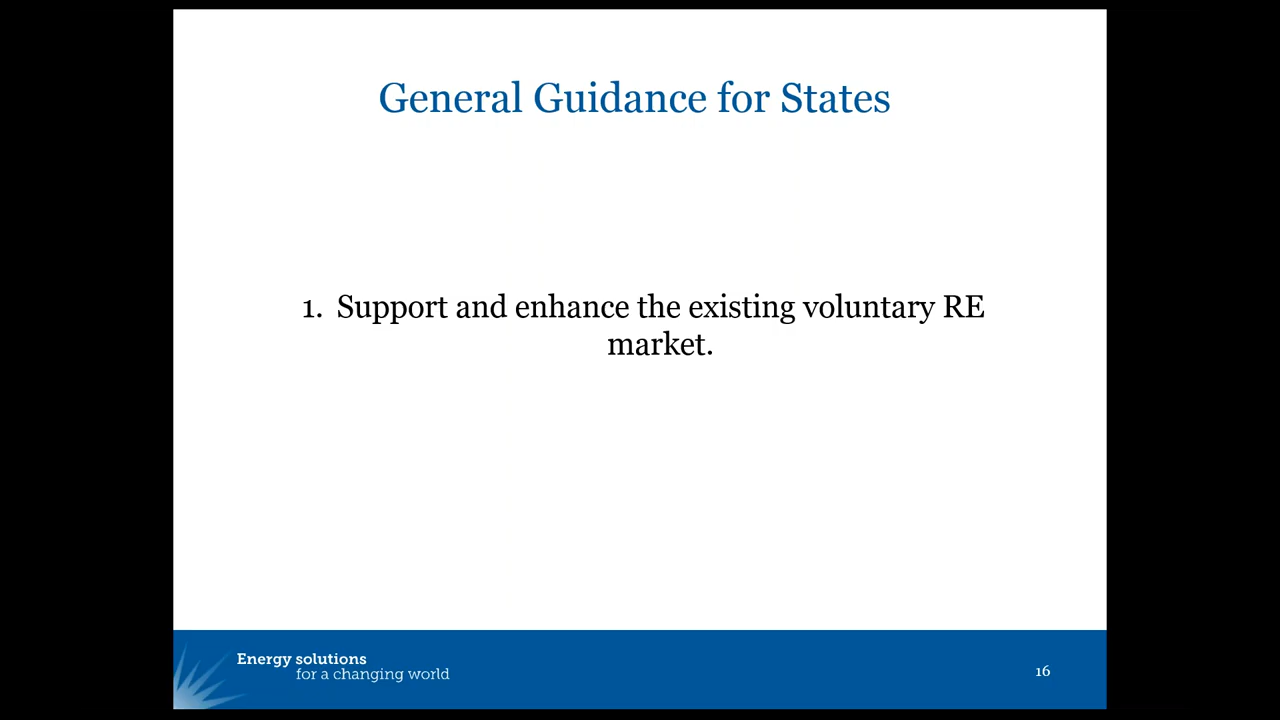 General Guidance for States
1. Support and enhance the existing voluntary RE
market.
Energy solutions
for a changing world
16